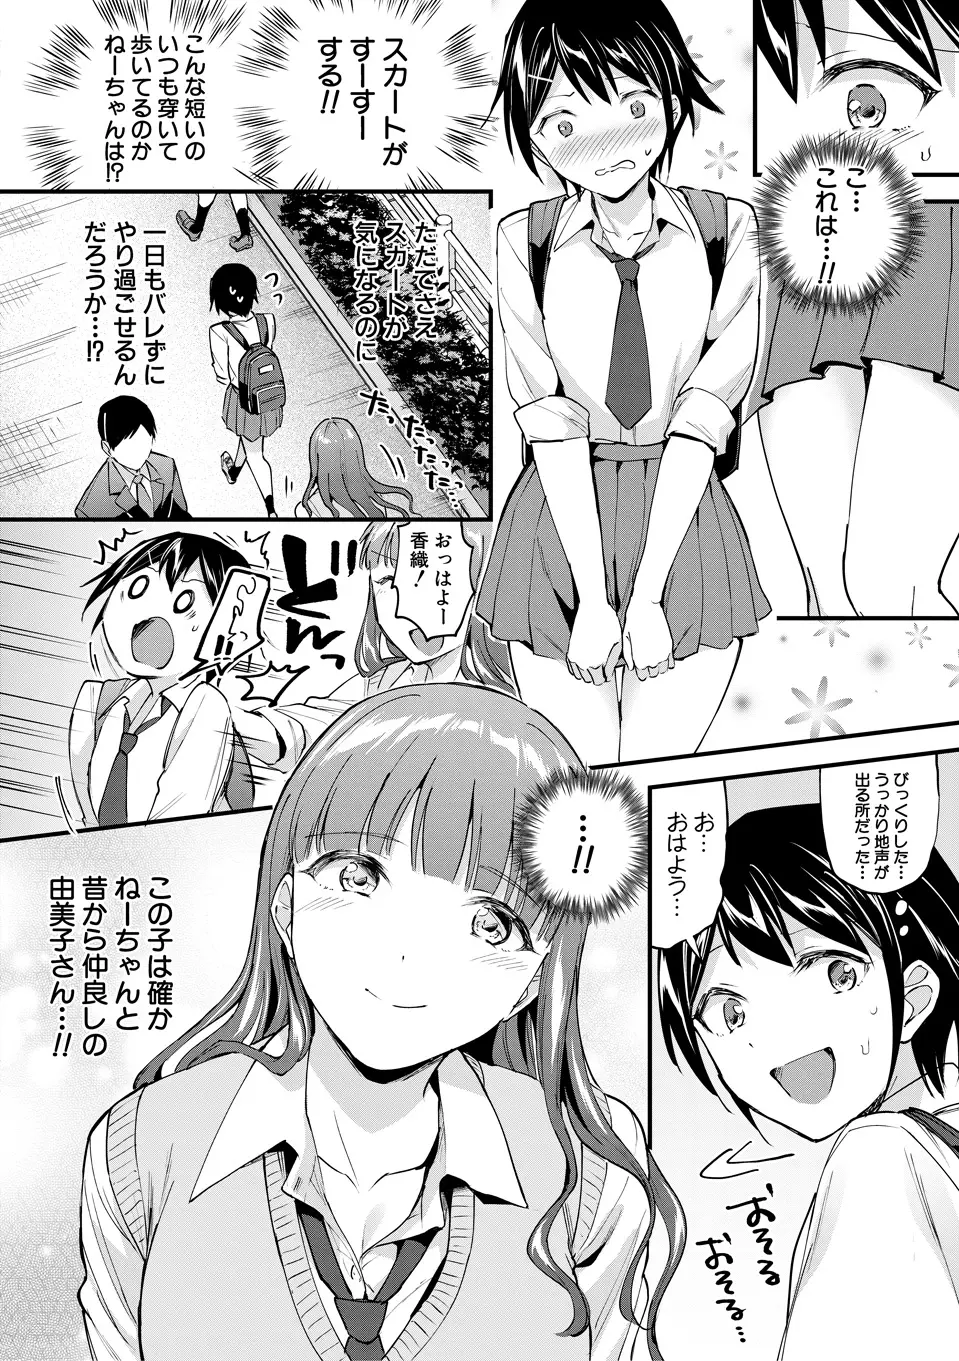 こ…
これは…!!
スカートが
すーすー
する!!
こんな短いの
いつも穿いて
歩いてるのか
ねーちゃんは!?
ただでさえ
スカートが
気になるのに
一日もバレずに
やり過ごせるん
だろうか…!?
たったったったっ…
おっはよー
香織!
どんっ
びっくりした…
うっかり地声が
出る所だった…
お…
おはよう…
おそる
おそる…
…!!
この子は確か
ねーちゃんと
昔から仲良しの
由美子さん…!!